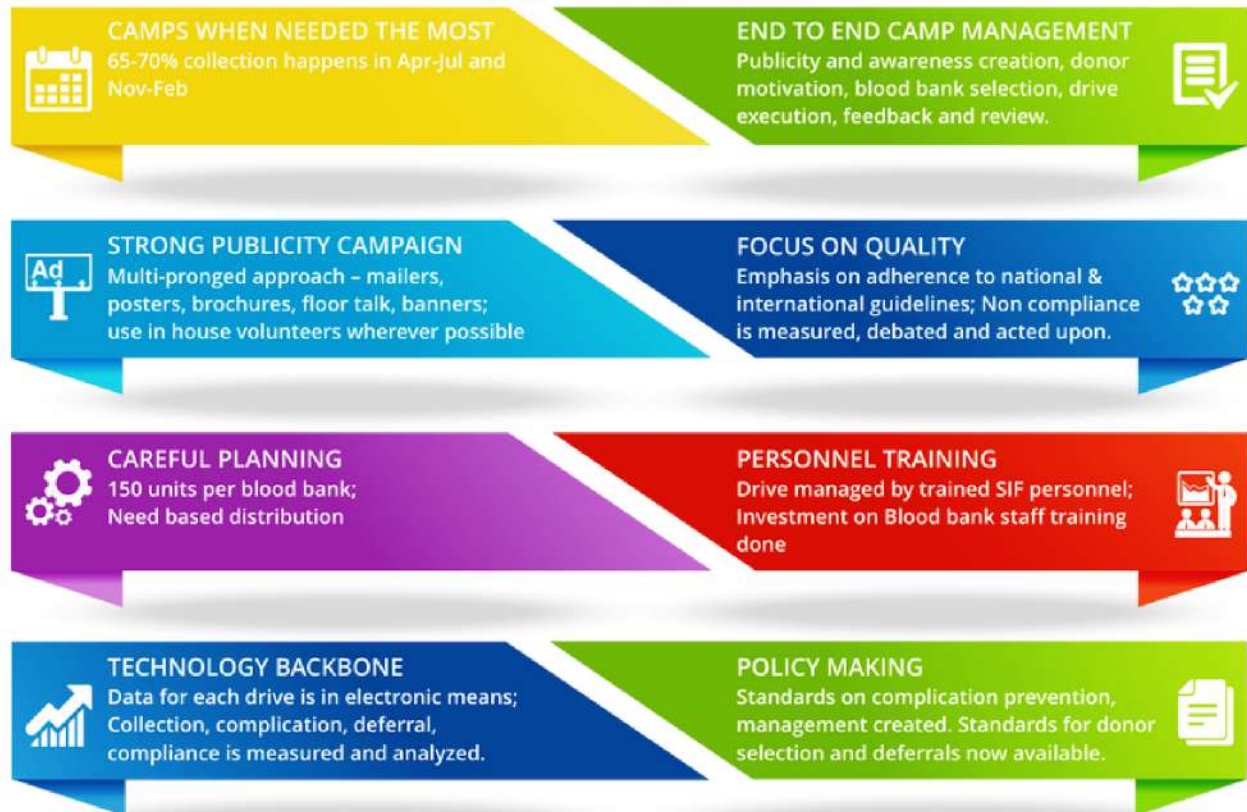 CAMPS WHEN NEEDED THE MOST
65-70% collection happens in Apr-Jul and
Nov-Feb
END TO END CAMP MANAGEMENT
Publicity and awareness creation, donor
motivation, blood bank selection, drive
execution, feedback and review.
Ad
STRONG PUBLICITY CAMPAIGN
Multi-pronged approach – mailers,
posters, brochures, floor talk, banners;
use in house volunteers wherever possible
FOCUS ON QUALITY
Emphasis on adherence to national &
international guidelines; Non compliance
is measured, debated and acted upon.
CAREFUL PLANNING
150 units per blood bank;
Need based distribution
PERSONNEL TRAINING
Drive managed by trained SIF personnel;
Investment on Blood bank staff training
done
TECHNOLOGY BACKBONE
Data for each drive is in electronic means;
Collection, complication, deferral,
compliance is measured and analyzed.
POLICY MAKING
Standards on complication prevention,
management created. Standards for donor
selection and deferrals now available.